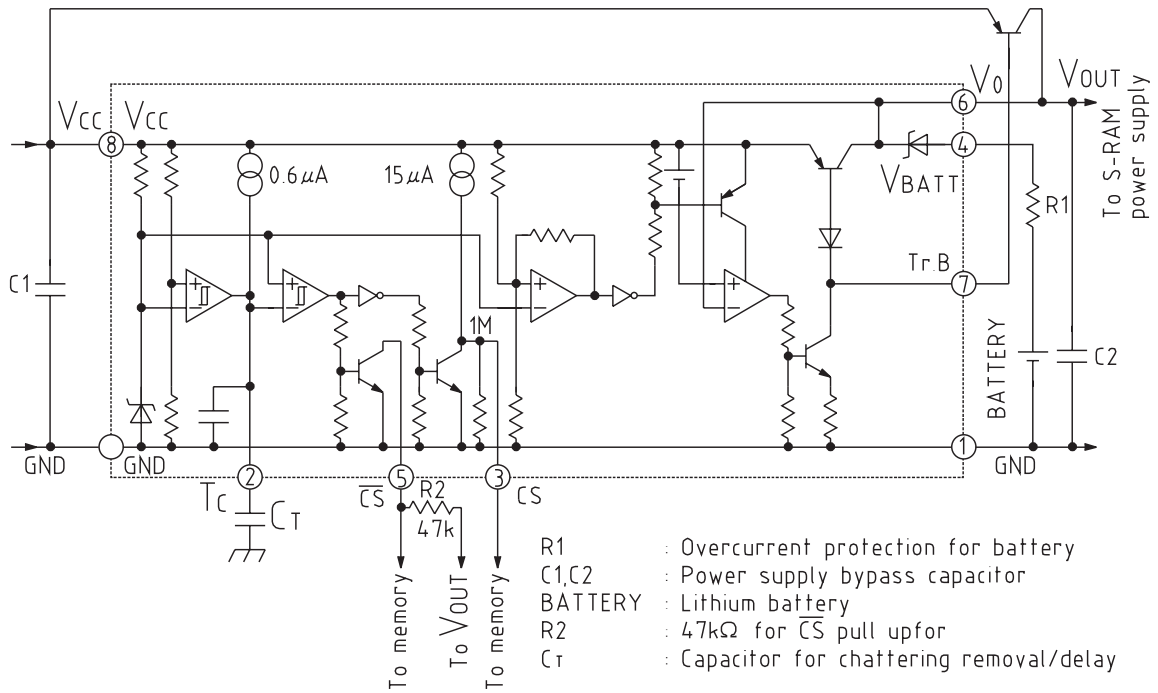 Vcc
Vcc
8
0.6μA
15μA
Vo
6
VOUT
To S-RAM
power supply
4
VBATT
R1
Tr.B
7
C1
+
−
+
−
1M
+
−
+
−
BATTERY
C2
GND
GND
1
GND
2
Tc
CT
C̅S̅
5
R2
47k
3
CS
To memory
To VOUT
To memory
R1 : Overcurrent protection for battery
C1,C2 : Power supply bypass capacitor
BATTERY : Lithium battery
R2 : 47kΩ for C̅S̅ pull upfor
CT : Capacitor for chattering removal/delay